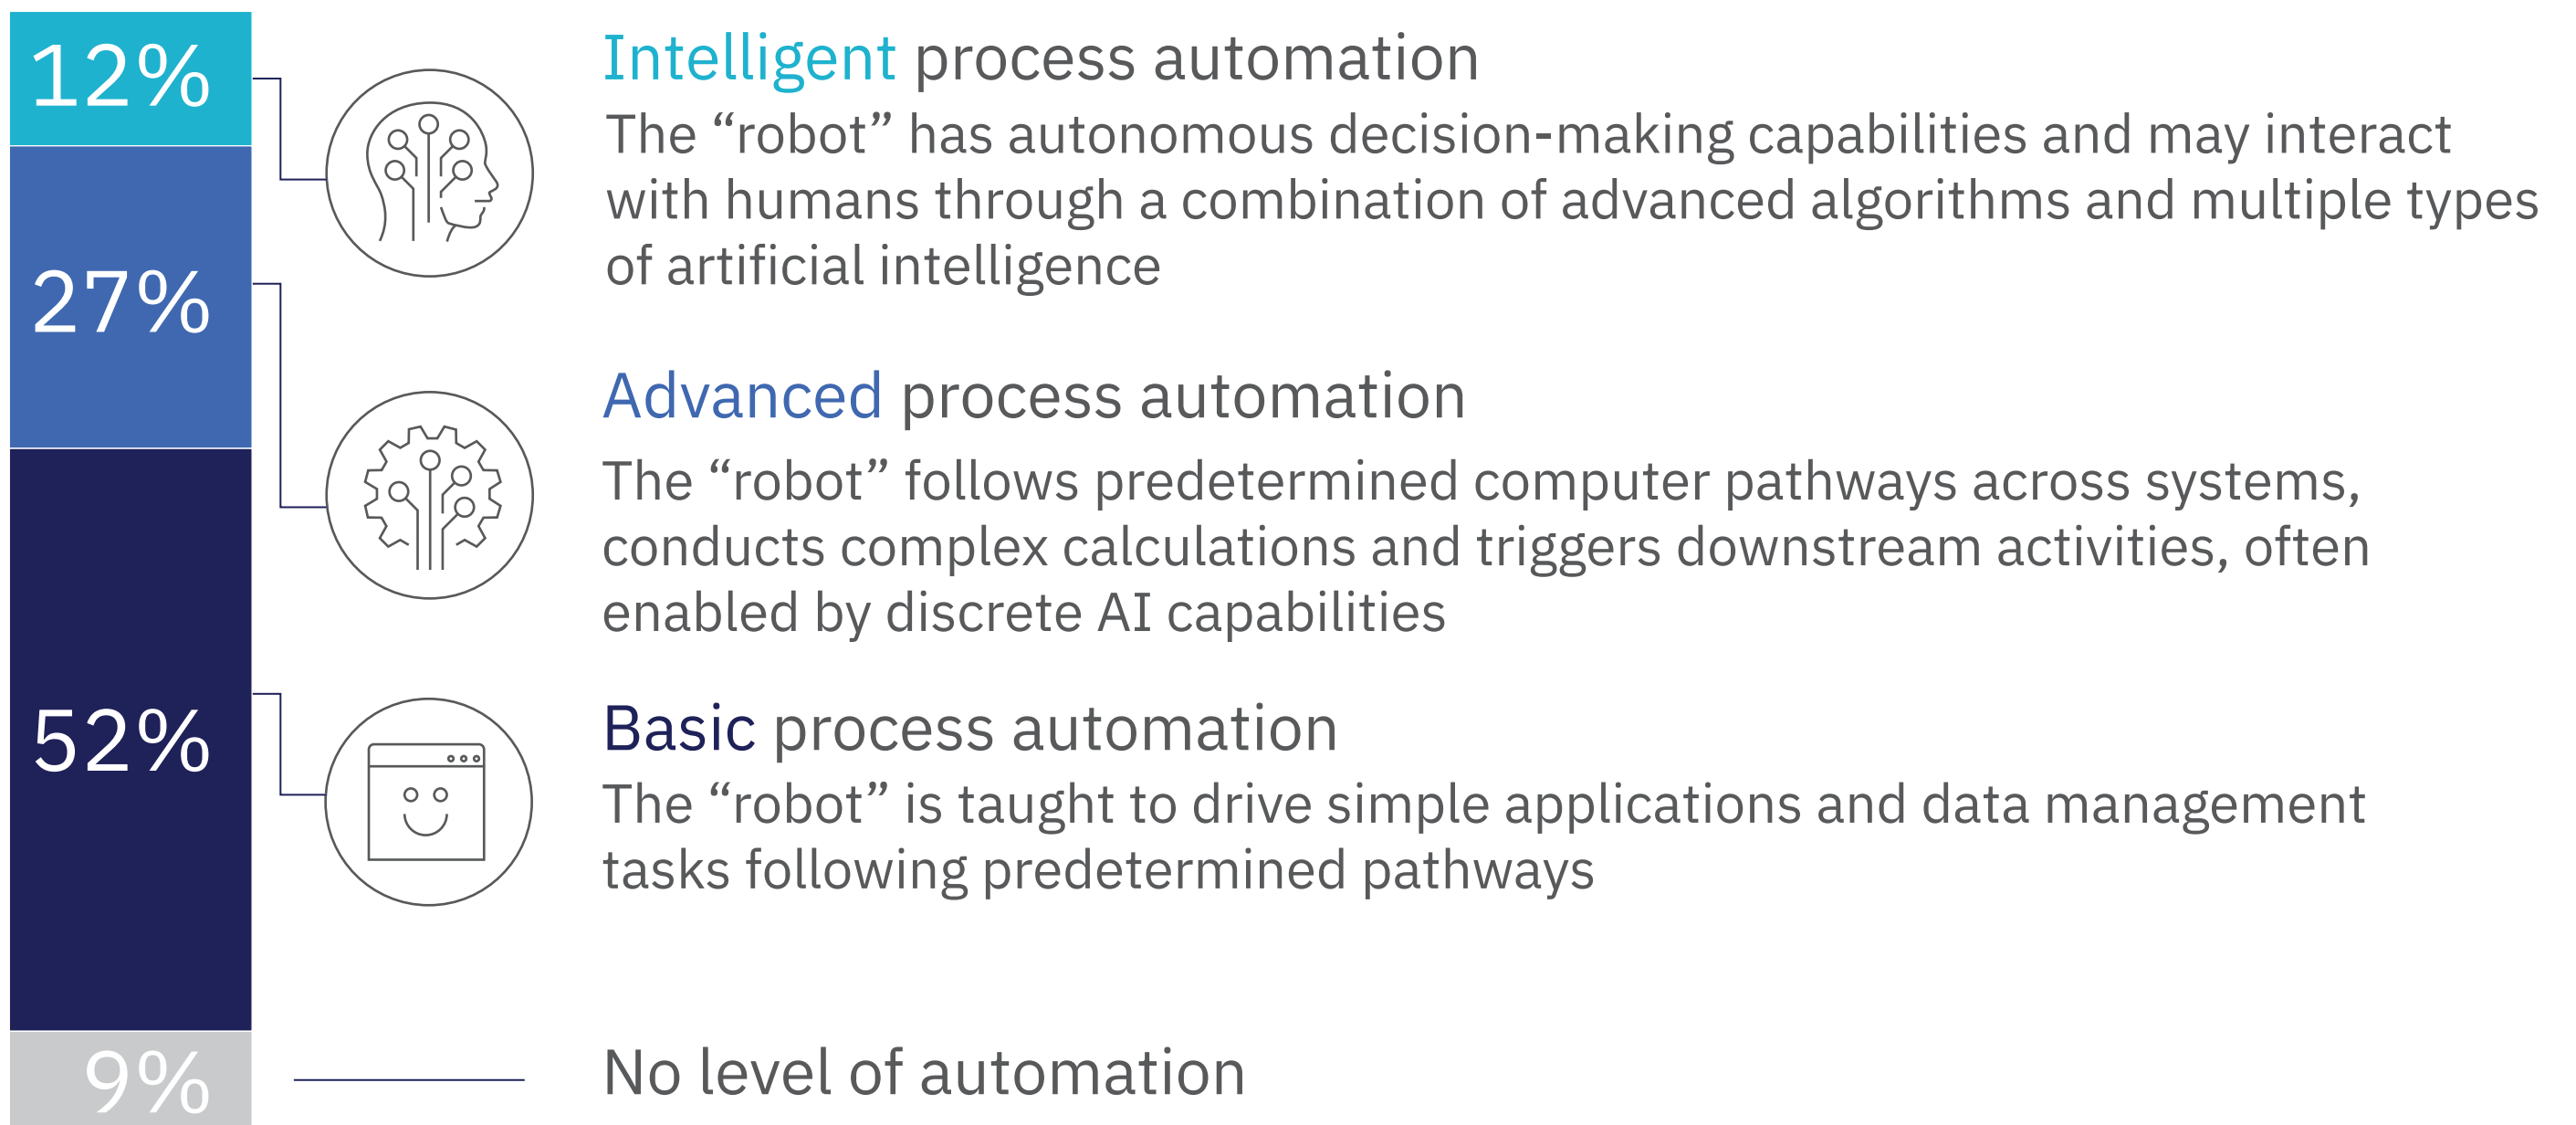 12%
Intelligent process automation
The “robot” has autonomous decision-making capabilities and may interact
with humans through a combination of advanced algorithms and multiple types
of artificial intelligence
27%
Advanced process automation
The “robot” follows predetermined computer pathways across systems,
conducts complex calculations and triggers downstream activities, often
enabled by discrete AI capabilities
52%
Basic process automation
The “robot” is taught to drive simple applications and data management
tasks following predetermined pathways
9%
No level of automation